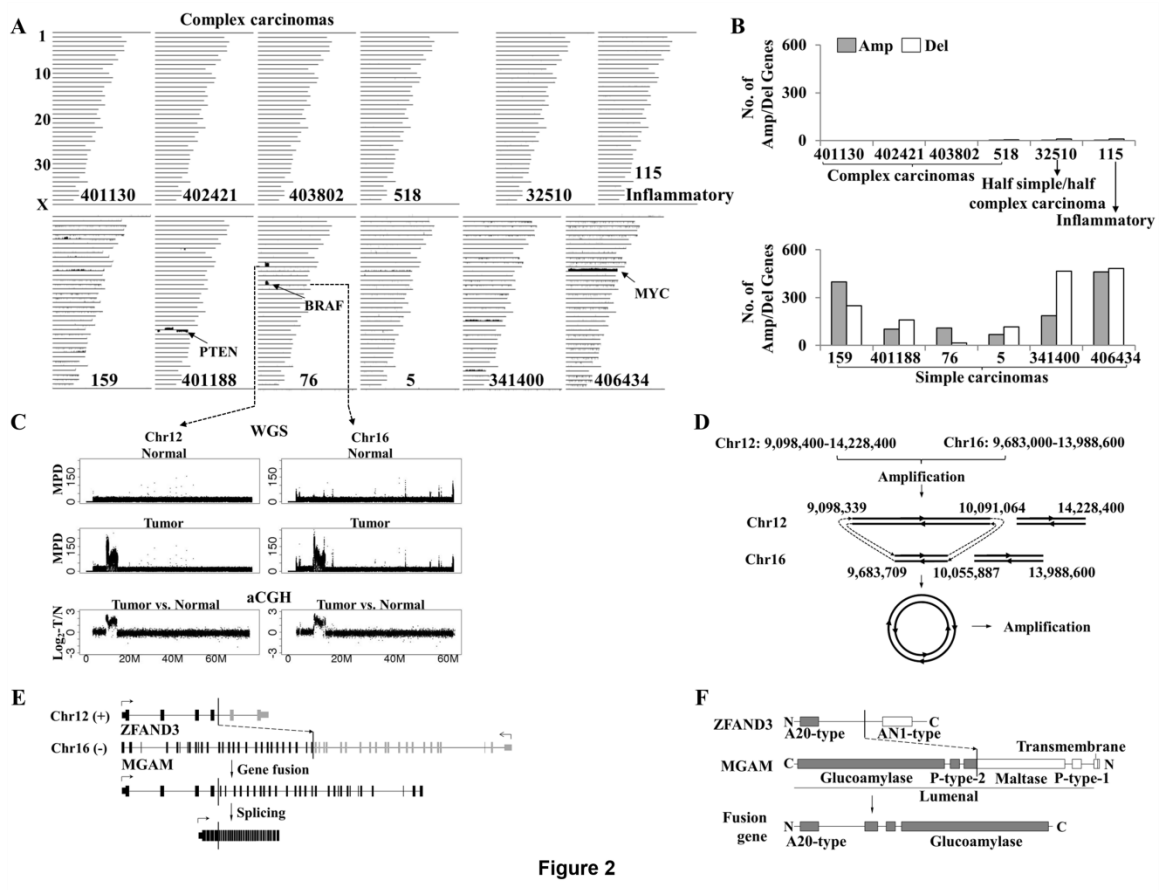 A
Complex carcinomas
1
10
20
30
X
401130
402421
403802
518
32510
115
Inflammatory
159
PTEN
401188
BRAF
76
5
341400
MYC
406434
B
Amp
Del
No. of
Amp/Del Genes
600
300
0
401130 402421 403802 518 32510 115
Complex carcinomas
Half simple/half
complex carcinoma
Inflammatory
No. of
Amp/Del Genes
600
300
0
159 401188 76 5 341400 406434
Simple carcinomas
C
WGS
Chr12
Normal
Chr16
Normal
MPD
150
0
Tumor
Tumor
MPD
150
0
aCGH
Tumor vs. Normal
Tumor vs. Normal
Log2-T/N
3
0
-3
0 20M 40M 60M
0 20M 40M 60M
D
Chr12: 9,098,400-14,228,400
Chr16: 9,683,000-13,988,600
Amplification
9,098,339
10,091,064
14,228,400
Chr12
Chr16
9,683,709
10,055,887
13,988,600
Amplification
E
Chr12 (+)
ZFAND3
Chr16 (-)
MGAM
Gene fusion
Splicing
F
ZFAND3
N
C
A20-type
AN1-type
Transmembrane
MGAM
C
N
Glucoamylase
P-type-2
Maltase
P-type-1
Lumenal
Fusion
gene
N
C
A20-type
Glucoamylase
Figure 2